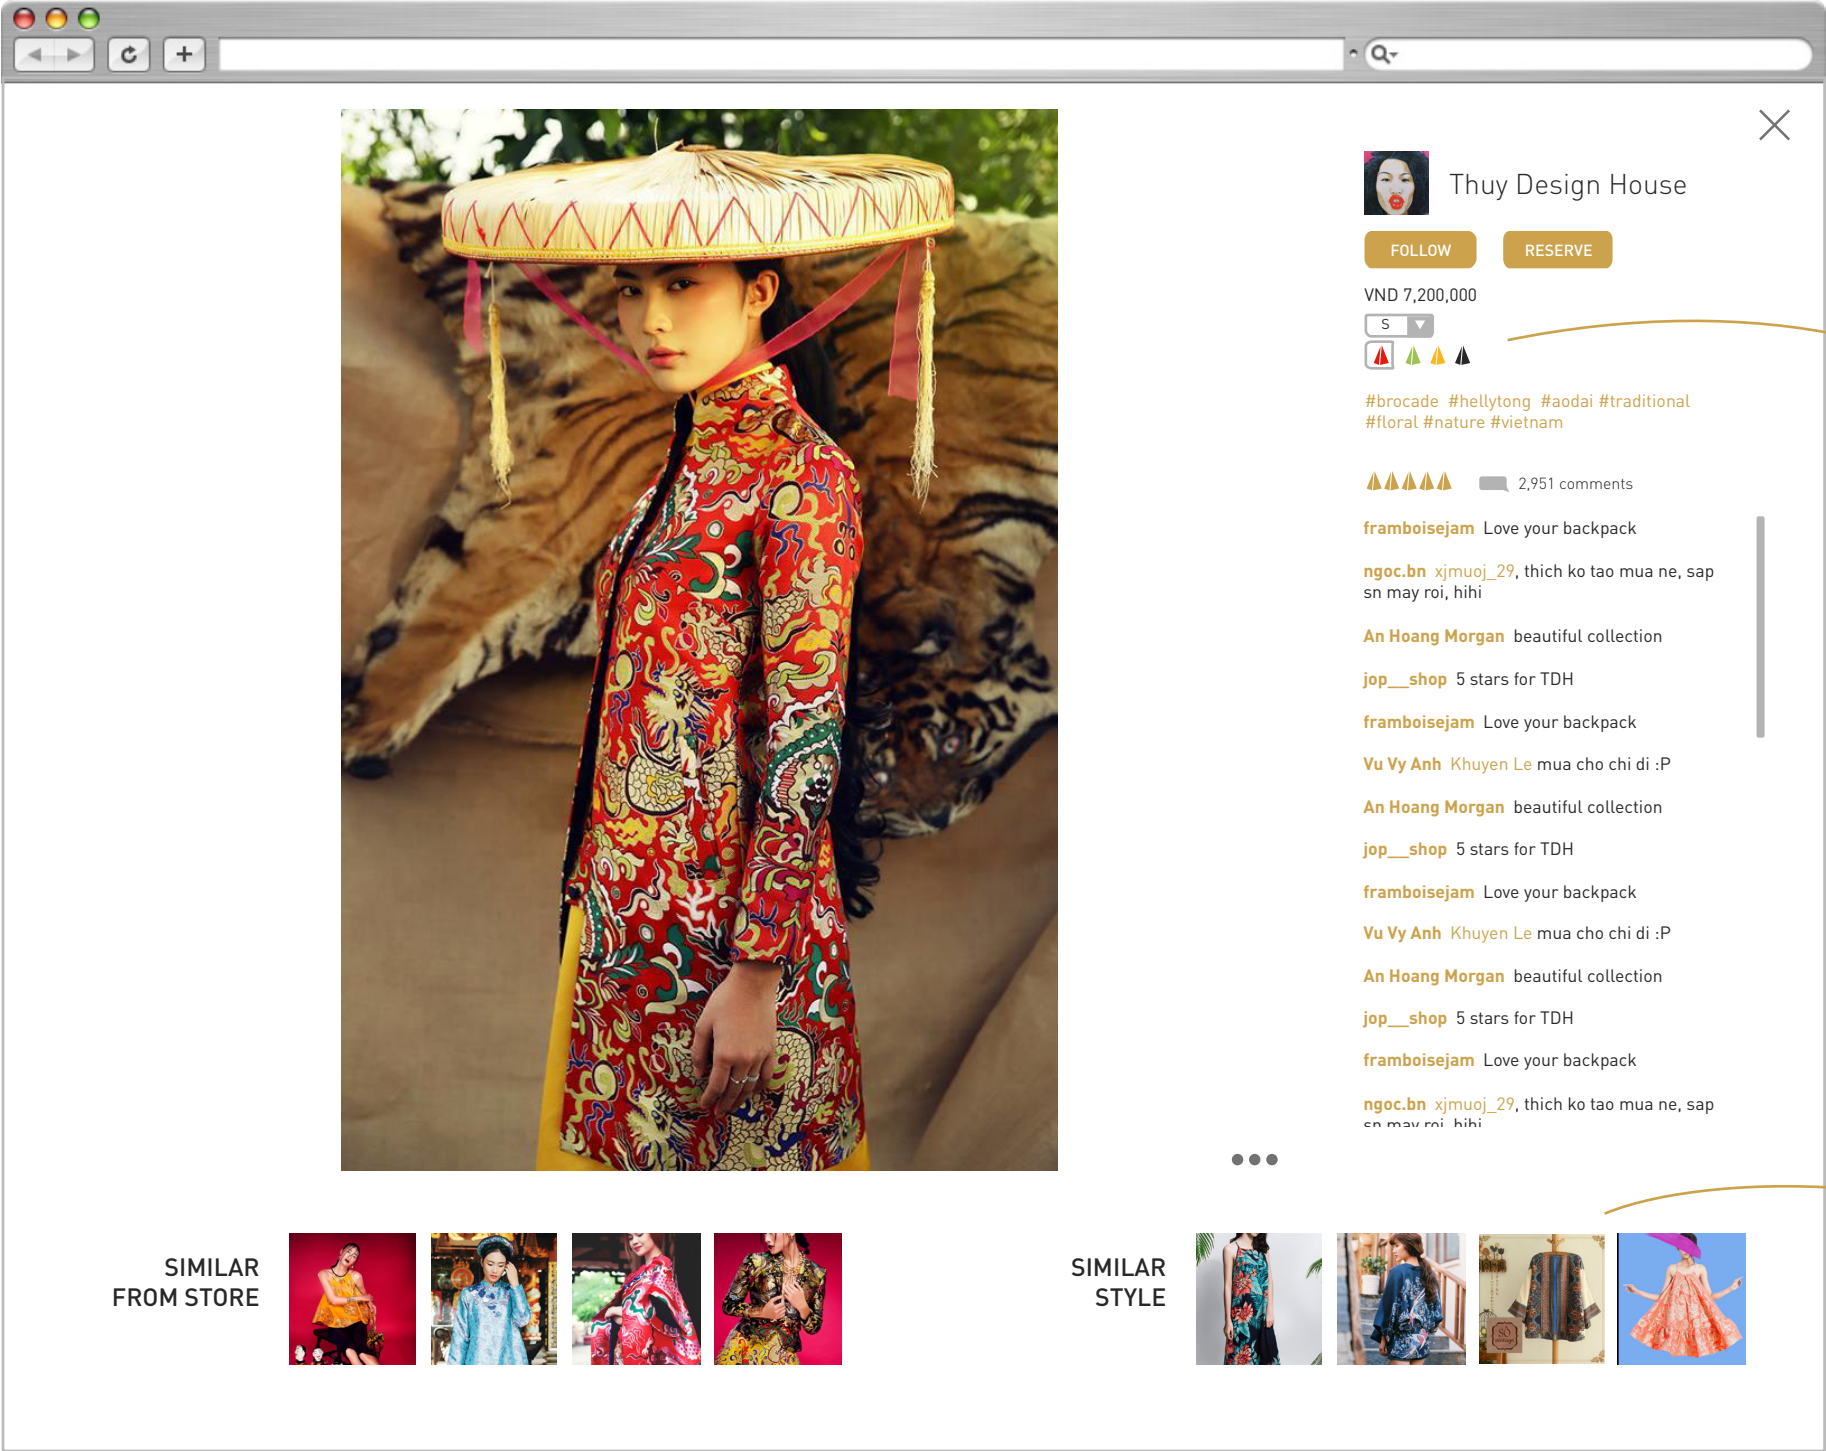 Thuy Design House
FOLLOW
RESERVE
VND 7,200,000
S
#brocade #hellytong #aodai #traditional
#floral #nature #vietnam
2,951 comments
framboisejam Love your backpack
ngoc.bn xjmuoj_29, thich ko tao mua ne, sap
sn may roi, hihi
An Hoang Morgan beautiful collection
jop__shop 5 stars for TDH
framboisejam Love your backpack
Vu Vy Anh Khuyen Le mua cho chi di :P
An Hoang Morgan beautiful collection
jop__shop 5 stars for TDH
framboisejam Love your backpack
Vu Vy Anh Khuyen Le mua cho chi di :P
An Hoang Morgan beautiful collection
jop__shop 5 stars for TDH
framboisejam Love your backpack
ngoc.bn xjmuoj_29, thich ko tao mua ne, sap
sn may roi, hihi
SIMILAR
FROM STORE
SIMILAR
STYLE